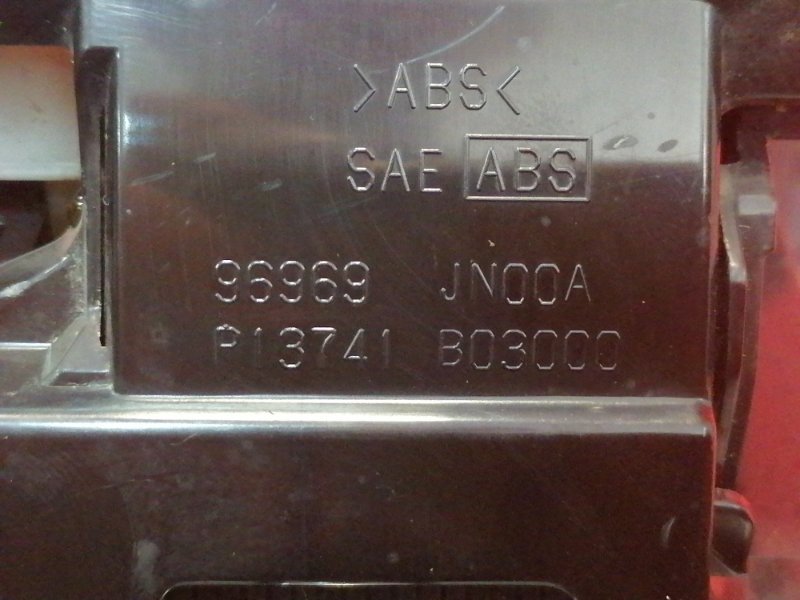 >ABS<
SAE ABS
96969 JN00A
P13741 B03000